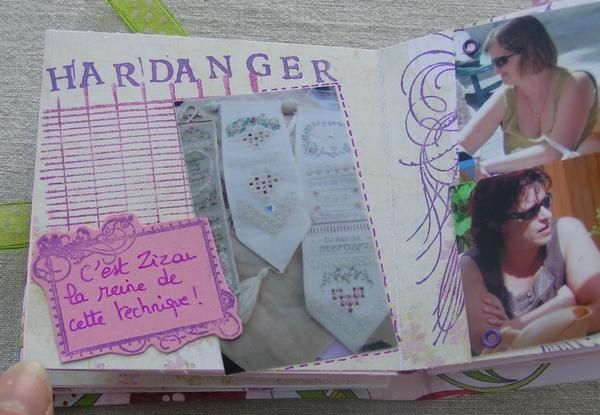 HARDANGER
C'est Zizou
la reine de
cette technique !